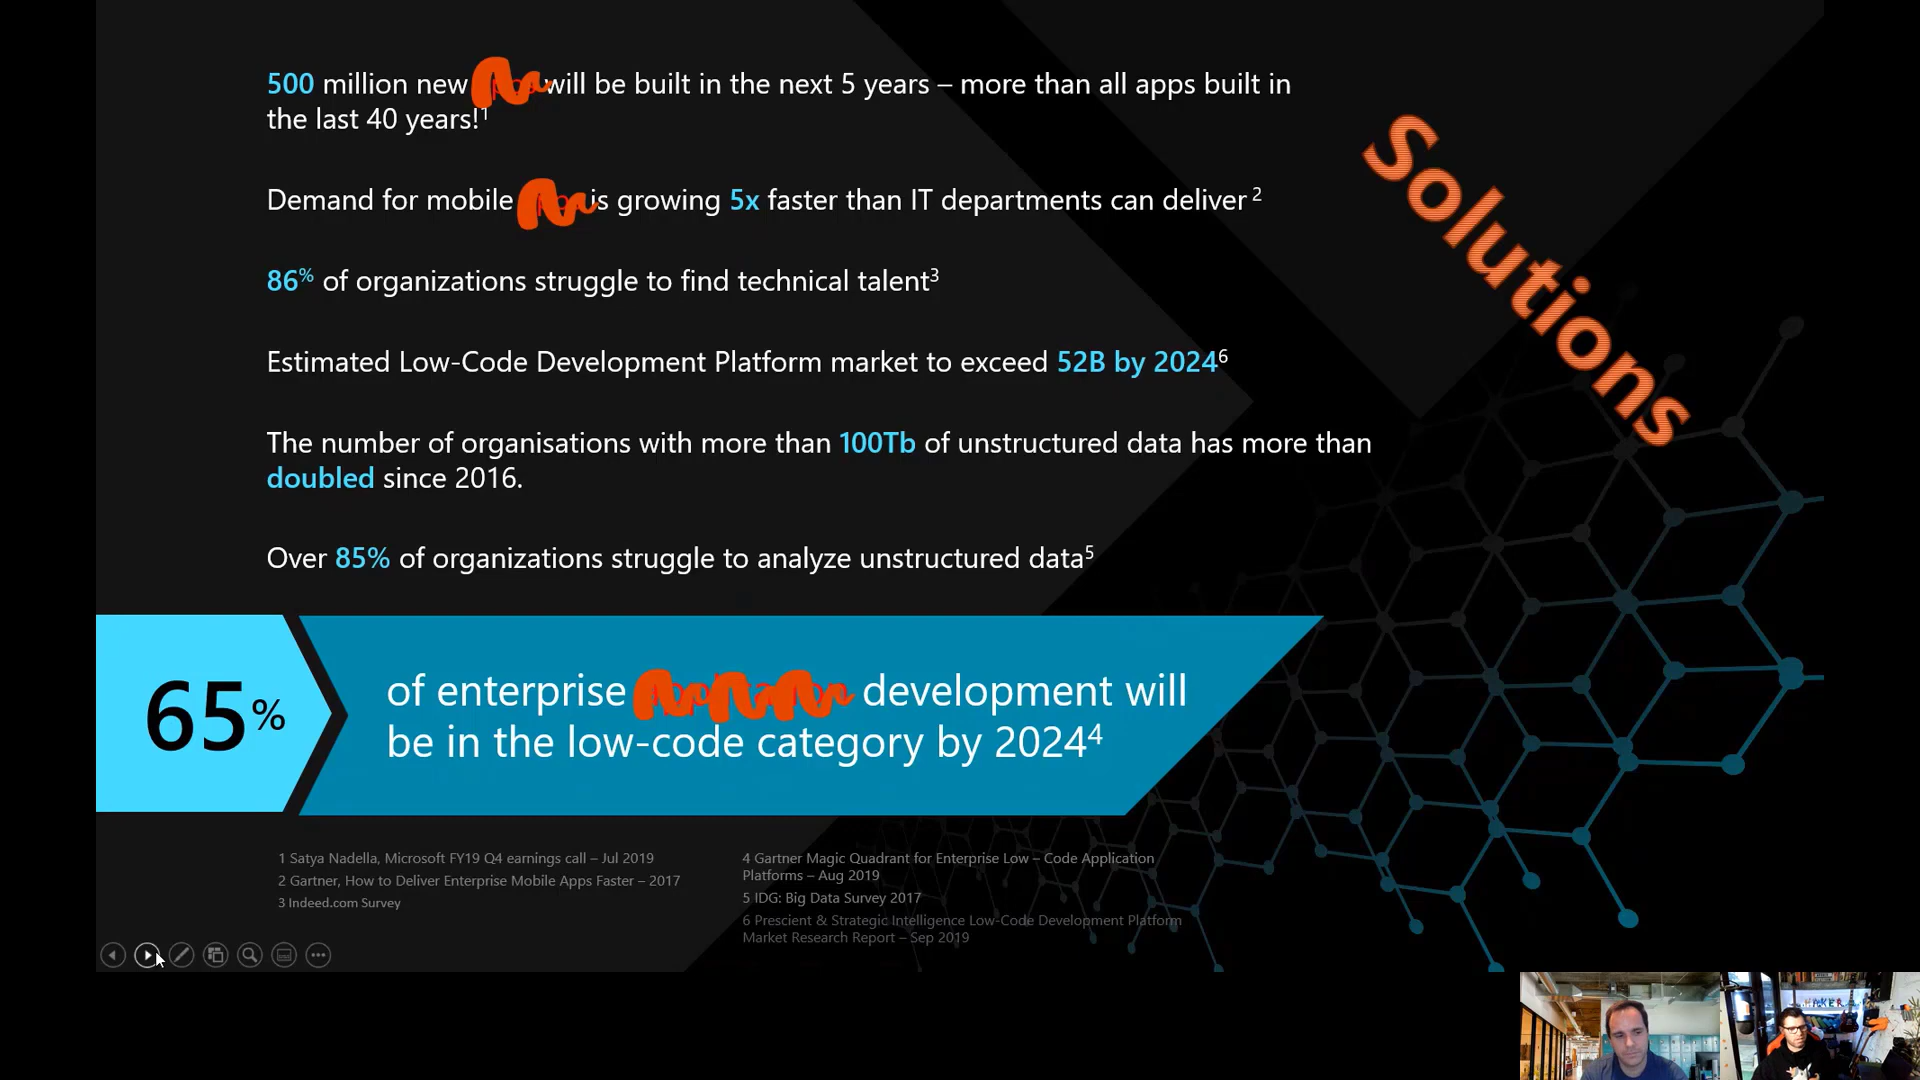 500 million new will be built in the next 5 years – more than all apps built in
the last 40 years!¹
Solutions
Demand for mobile is growing 5x faster than IT departments can deliver ²
86% of organizations struggle to find technical talent³
Estimated Low-Code Development Platform market to exceed 52B by 2024⁶
The number of organisations with more than 100Tb of unstructured data has more than
doubled since 2016.
Over 85% of organizations struggle to analyze unstructured data⁵
65%
of enterprise development will
be in the low-code category by 2024⁴
1 Satya Nadella, Microsoft FY19 Q4 earnings call – Jul 2019
2 Gartner, How to Deliver Enterprise Mobile Apps Faster – 2017
3 Indeed.com Survey
4 Gartner Magic Quadrant for Enterprise Low – Code Application
Platforms – Aug 2019
5 IDG: Big Data Survey 2017
6 Prescient & Strategic Intelligence Low-Code Development Platform
Market Research Report – Sep 2019